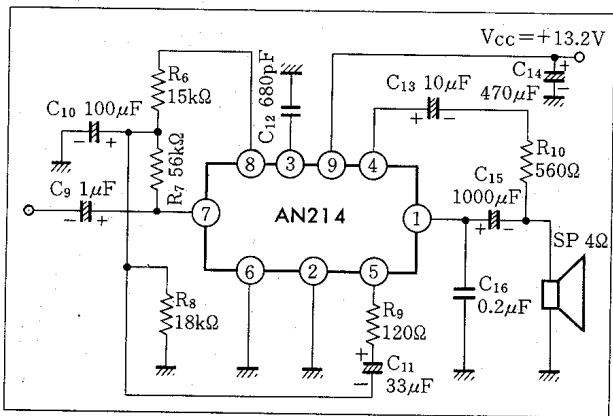 VCC=+13.2V
C14
470μF
C13 10μF
C12 680pF
R6
15kΩ
C10 100μF
R7 56kΩ
C9 1μF
8
3
9
4
7
AN214
1
6
2
5
R10
560Ω
C15
1000μF
SP 4Ω
C16
0.2μF
R8
18kΩ
R9
120Ω
C11
33μF